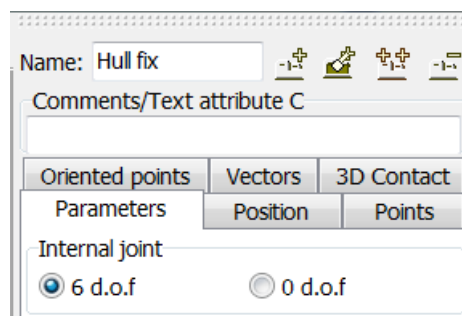 Name: Hull fix
Comments/Text attribute C
Oriented points Vectors 3D Contact
Parameters Position Points
Internal joint
6 d.o.f 0 d.o.f